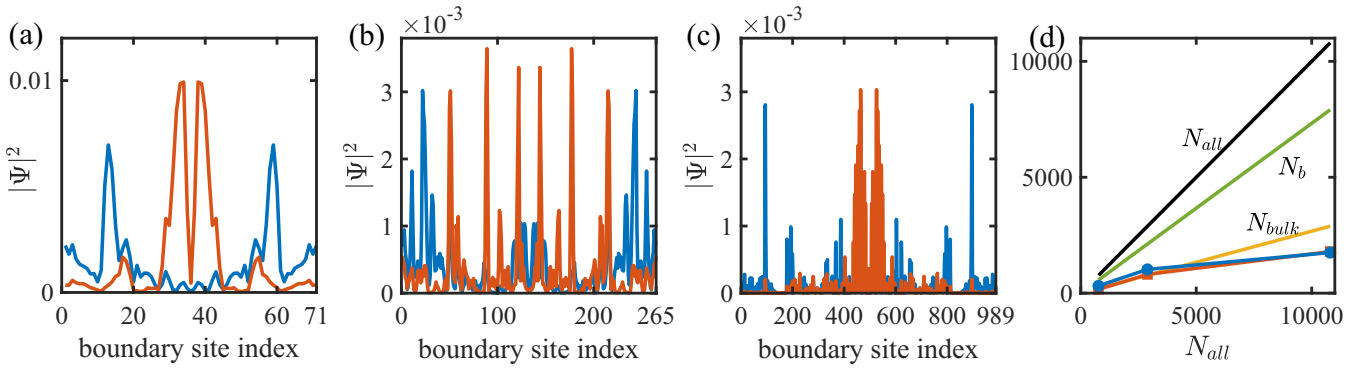 (a)
0.01
0
|Ψ|²
0 20 40 60 71
boundary site index
(b)
×10⁻³
3
2
1
0
|Ψ|²
0 100 200 265
boundary site index
(c)
×10⁻³
3
2
1
0
|Ψ|²
0 200 400 600 800 989
boundary site index
(d)
10000
5000
0
N_all
N_b
N_bulk
0 5000 10000
N_all